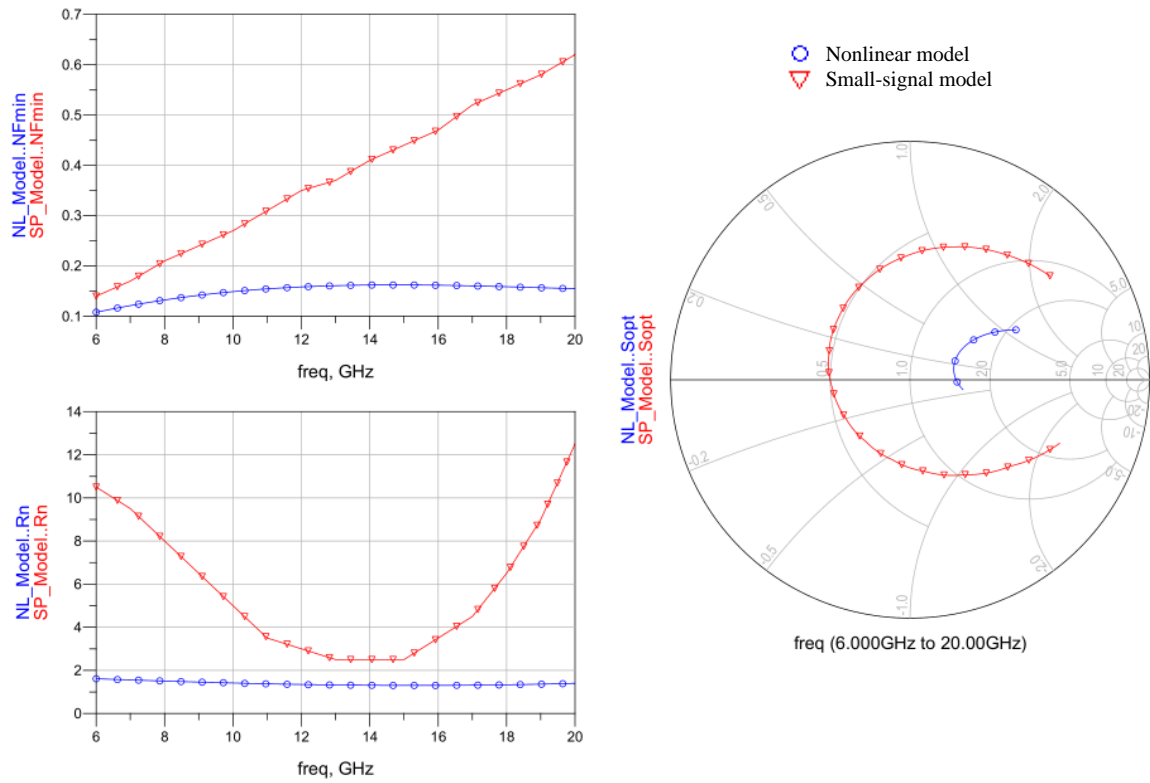 0.7
0.6
0.5
0.4
0.3
0.2
0.1
NL_Model..NFmin
SP_Model..NFmin
6 8 10 12 14 16 18 20
freq, GHz
14
12
10
8
6
4
2
0
NL_Model..Rn
SP_Model..Rn
6 8 10 12 14 16 18 20
freq, GHz
Nonlinear model
Small-signal model
NL_Model..Sopt
SP_Model..Sopt
1.0
0.5 2.0
0.2 5.0
10
20
0.5 1.0 2.0 5.0 10 20
-20
-0.2 -10
-5.0
-0.5 -2.0
-1.0
freq (6.000GHz to 20.00GHz)